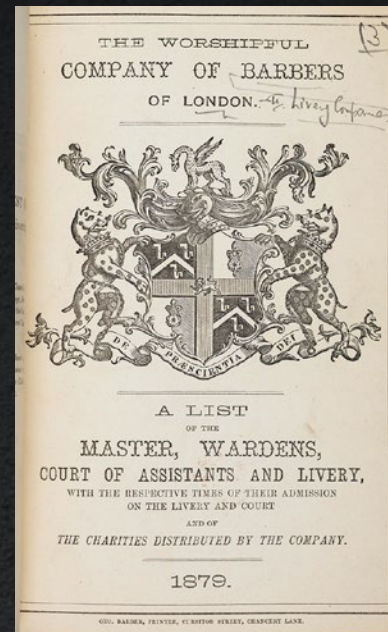 THE WORSHIPFUL
COMPANY OF BARBERS
OF LONDON.
DE PRÆSCIENTIA DEI
A LIST
OF THE
MASTER, WARDENS,
COURT OF ASSISTANTS AND LIVERY,
WITH THE RESPECTIVE TIMES OF THEIR ADMISSION
ON THE LIVERY AND COURT
AND OF
THE CHARITIES DISTRIBUTED BY THE COMPANY.
1879.
GEO. BARBER, PRINTER, CURSITOR STREET, CHANCERY LANE.